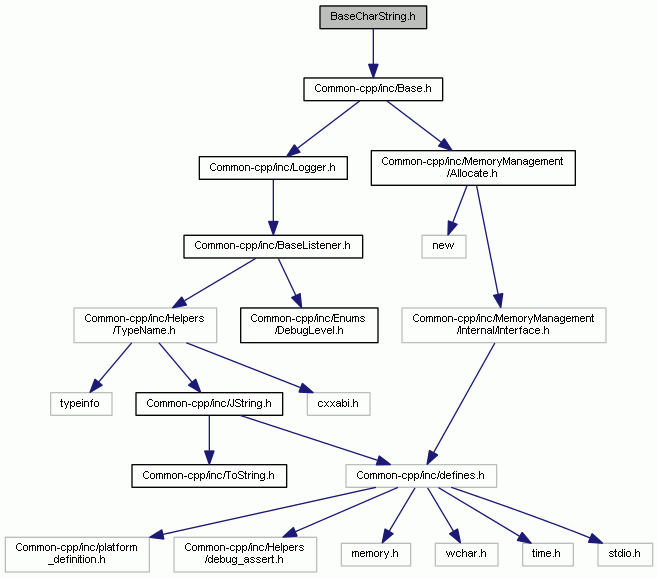 BaseCharString.h
Common-cpp/inc/Base.h
Common-cpp/inc/Logger.h
Common-cpp/inc/MemoryManagement
/Allocate.h
Common-cpp/inc/BaseListener.h
new
Common-cpp/inc/Helpers
/TypeName.h
Common-cpp/inc/Enums
/DebugLevel.h
Common-cpp/inc/MemoryManagement
/Internal/Interface.h
typeinfo
Common-cpp/inc/JString.h
cxxabi.h
Common-cpp/inc/ToString.h
Common-cpp/inc/defines.h
Common-cpp/inc/platform
_definition.h
Common-cpp/inc/Helpers
/debug_assert.h
memory.h
wchar.h
time.h
stdio.h